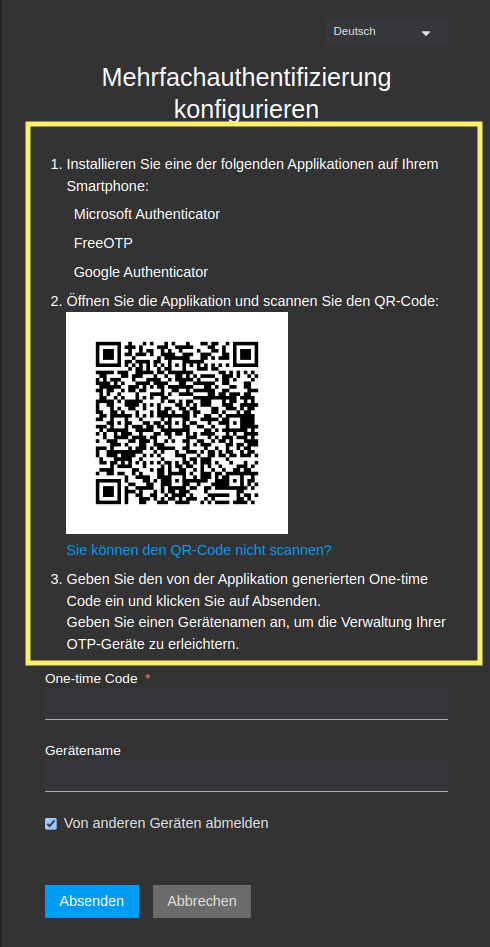 Deutsch
Mehrfachauthentifizierung
konfigurieren
1. Installieren Sie eine der folgenden Applikationen auf Ihrem
Smartphone:
Microsoft Authenticator
FreeOTP
Google Authenticator
2. Öffnen Sie die Applikation und scannen Sie den QR-Code:
Sie können den QR-Code nicht scannen?
3. Geben Sie den von der Applikation generierten One-time
Code ein und klicken Sie auf Absenden.
Geben Sie einen Gerätenamen an, um die Verwaltung Ihrer
OTP-Geräte zu erleichtern.
One-time Code *
Gerätename
Von anderen Geräten abmelden
Absenden Abbrechen